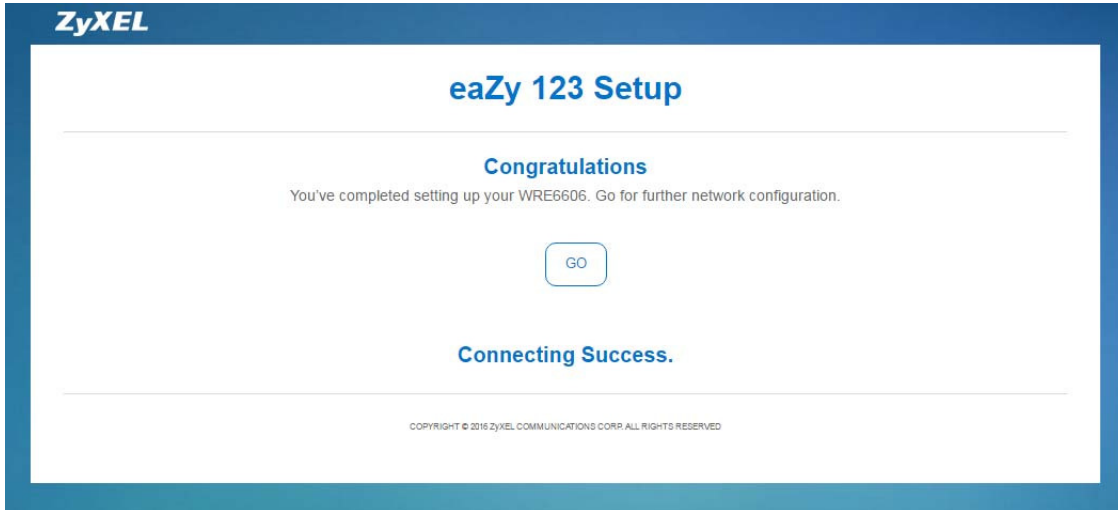 ZyXEL
eaZy 123 Setup
Congratulations
You've completed setting up your WRE6606. Go for further network configuration.
GO
Connecting Success.
COPYRIGHT © 2016 ZyXEL COMMUNICATIONS CORP. ALL RIGHTS RESERVED